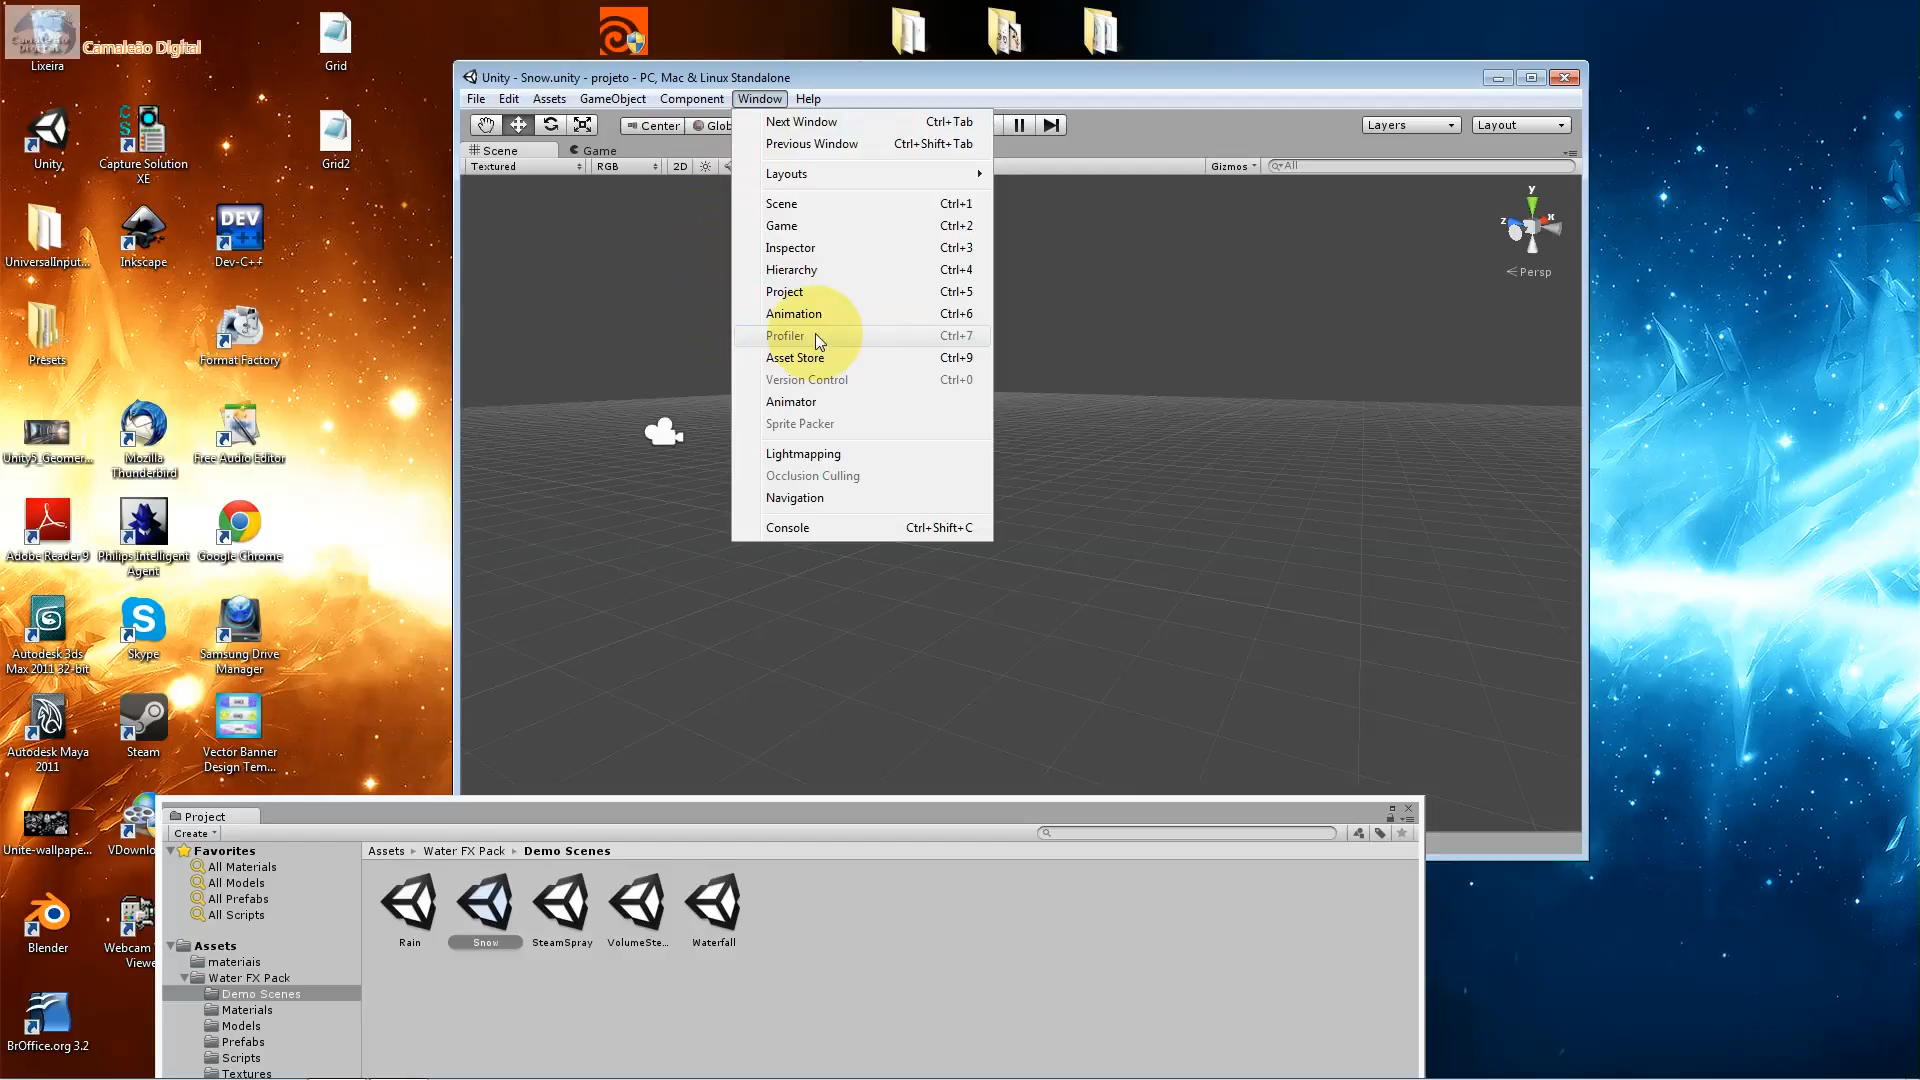 Camaleão Digital
Lixeira
Grid
Unity
Capture Solution
XE
Grid2
UniversalInput...
Inkscape
Dev-C++
Presets
Format Factory
Unity5_Geomer...
Mozilla
Thunderbird
Free Audio Editor
Adobe Reader 9
Philips Intelligent
Agent
Google Chrome
Autodesk 3ds
Max 2011 32-bit
Skype
Samsung Drive
Manager
Autodesk Maya
2011
Steam
Vector Banner
Design Tem...
Unite-wallpape...
VDownlo
Blender
Webcam
Viewe
BrOffice.org 3.2
Unity - Snow.unity - projeto - PC, Mac & Linux Standalone
File Edit Assets GameObject Component Window Help
Center Glob
Layers Layout
Scene Game
Textured RGB 2D Gizmos All
y
z x
Persp
Next Window Ctrl+Tab
Previous Window Ctrl+Shift+Tab
Layouts
Scene Ctrl+1
Game Ctrl+2
Inspector Ctrl+3
Hierarchy Ctrl+4
Project Ctrl+5
Animation Ctrl+6
Profiler Ctrl+7
Asset Store Ctrl+9
Version Control Ctrl+0
Animator
Sprite Packer
Lightmapping
Occlusion Culling
Navigation
Console Ctrl+Shift+C
Project
Create
Favorites
All Materials
All Models
All Prefabs
All Scripts
Assets
materiais
Water FX Pack
Demo Scenes
Materials
Models
Prefabs
Scripts
Textures
Assets Water FX Pack Demo Scenes
Rain Snow SteamSpray VolumeSte... Waterfall